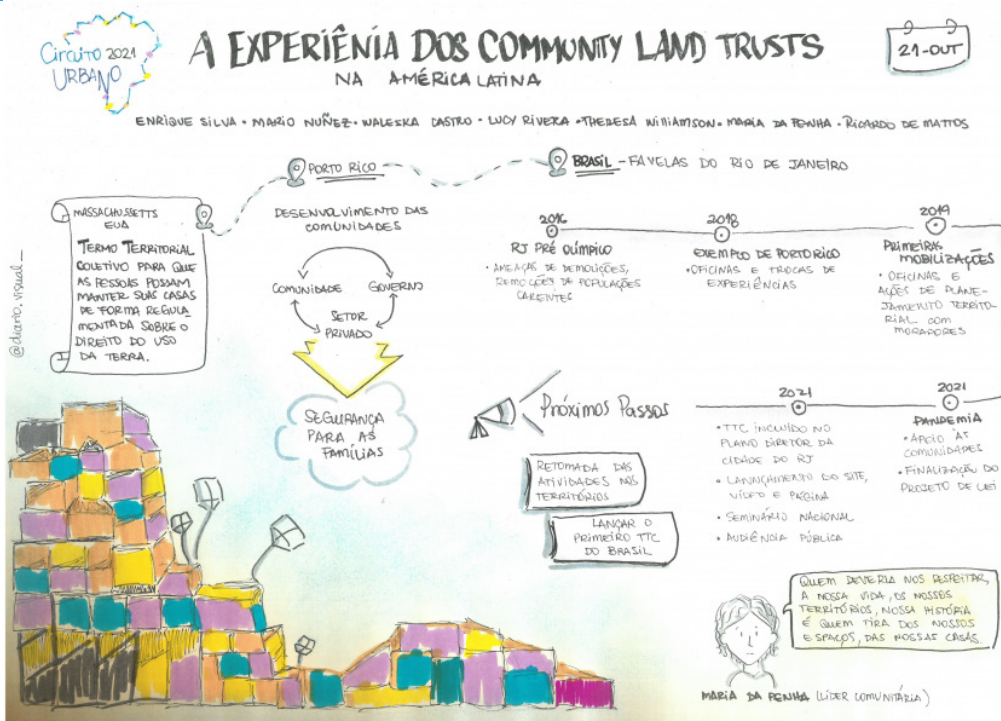 Circuito 2021
URBANO
A EXPERIÊNIA DOS COMMUNITY LAND TRUSTS
NA AMÉRICA LATINA
21-OUT
ENRIQUE SILVA • MARIO NUÑEZ • WALESKA CASTRO • LUCY RIVERA • THERESA WILLIAMSON • MARIA DA PENHA • RICARDO DE MATTOS
PORTO RICO
BRASIL - FAVELAS DO RIO DE JANEIRO
MASSACHUSSETTS
EUA
TERMO TERRITORIAL
COLETIVO PARA QUE
AS PESSOAS POSSAM
MANTER SUAS CASAS
DE FORMA REGULA
MENTADA SOBRE O
DIREITO DO USO
DA TERRA.
@diario.visual_
DESENVOLVIMENTO DAS
COMUNIDADES
COMUNIDADE
GOVERNO
SETOR
PRIVADO
SEGURANÇA
PARA AS
FAMÍLIAS
2016
RJ PRÉ OLÍMPICO
• AMEAÇAS DE DEMOLIÇÕES,
REMOÇÕES DE POPULAÇÕES
CARENTES
2018
EXEMPLO DE PORTO RICO
• OFICINAS E TROCAS DE
EXPERIÊNCIAS
2019
PRIMEIRAS
MOBILIZAÇÕES
• OFICINAS E
AÇÕES DE PLANE-
JAMENTO TERRITO-
RIAL COM
MORADORES
2021
PANDEMIA
• APOIO ÀS
COMUNIDADES
• FINALIZAÇÃO DO
PROJETO DE LEI
2021
• TTC INCLUÍDO NO
PLANO DIRETOR DA
CIDADE DO RJ
• LANNÇAMENTO DO SITE,
VÍDEO E PÁGINA
• SEMINÁRIO NACIONAL
• AUDIÊNCIA PÚBLICA
Próximos Passos
RETOMADA DAS
ATIVIDADES NOS
TERRITÓRIOS
LANÇAR O
PRIMEIRO TTC
DO BRASIL
QUEM DEVERIA NOS RESPEITAR,
A NOSSA VIDA, OS NOSSOS
TERRITÓRIOS, NOSSA HISTÓRIA
É QUEM TIRA DOS NOSSOS
ESPAÇOS, DAS NOSSAS CASAS.
MARIA DA PENHA (LÍDER COMUNITÁRIA)